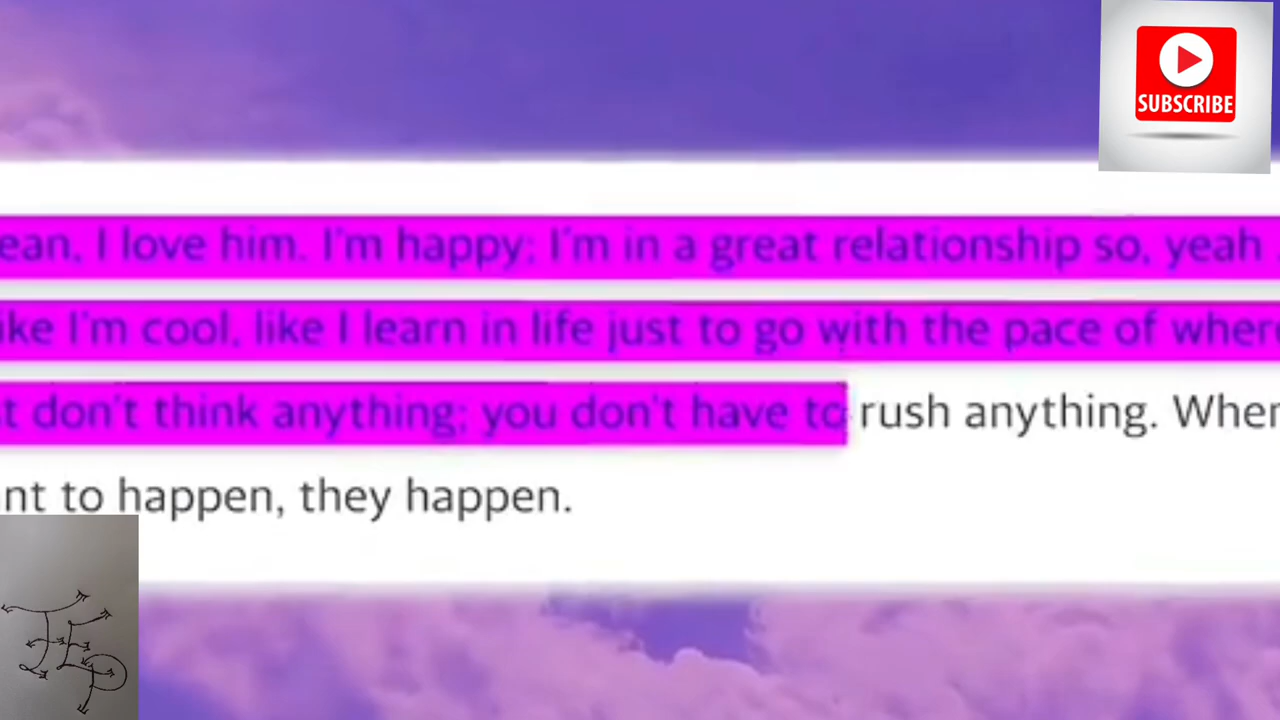 SUBSCRIBE
ean, I love him. I'm happy; I'm in a great relationship so, yeah
ike I'm cool, like I learn in life just to go with the pace of where
t don't think anything; you don't have to rush anything. When
nt to happen, they happen.